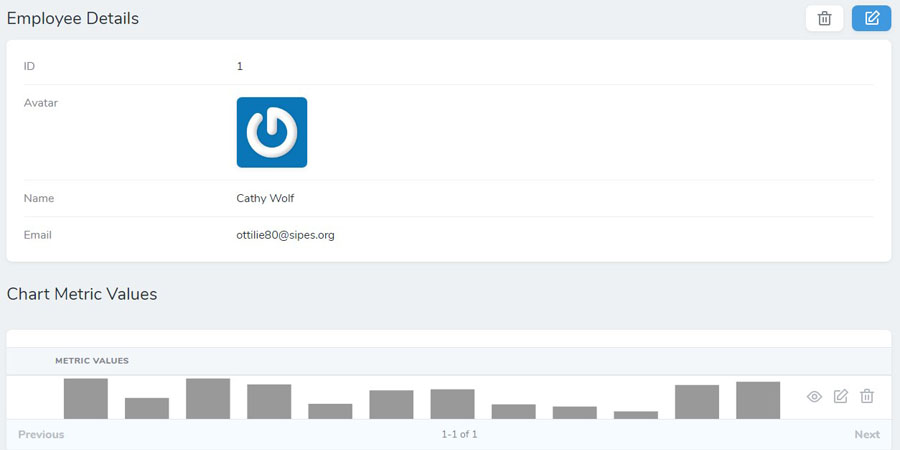 Employee Details
ID 1
Avatar
Name Cathy Wolf
Email ottilie80@sipes.org
Chart Metric Values
METRIC VALUES
Previous 1-1 of 1 Next